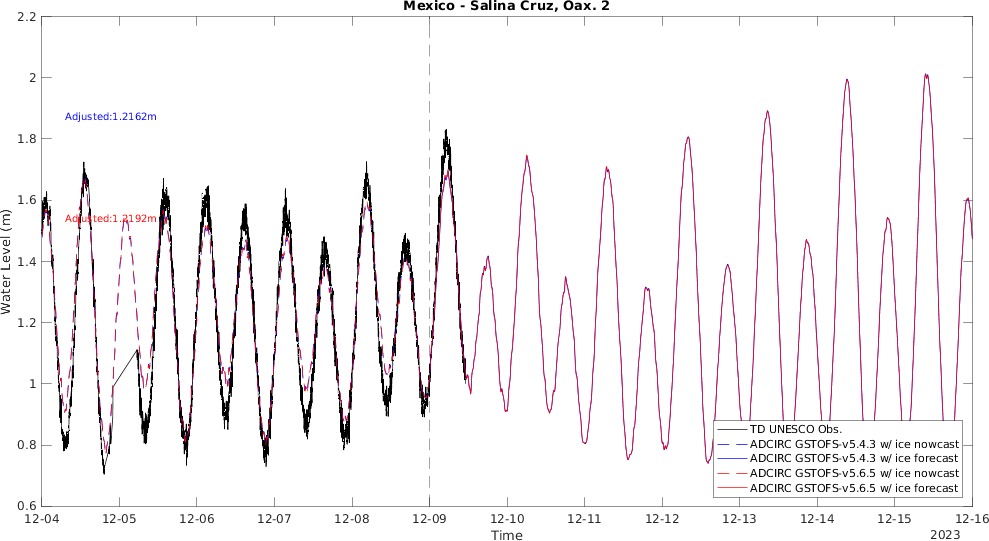 Mexico - Salina Cruz, Oax. 2
2.2
2
1.8
1.6
1.4
1.2
1
0.8
0.6
Water Level (m)
Adjusted:1.2162m
Adjusted:1.2192m
TD UNESCO Obs.
ADCIRC GSTOFS-v5.4.3 w/ ice nowcast
ADCIRC GSTOFS-v5.4.3 w/ ice forecast
ADCIRC GSTOFS-v5.6.5 w/ ice nowcast
ADCIRC GSTOFS-v5.6.5 w/ ice forecast
12-04 12-05 12-06 12-07 12-08 12-09 12-10 12-11 12-12 12-13 12-14 12-15 12-16
Time
2023